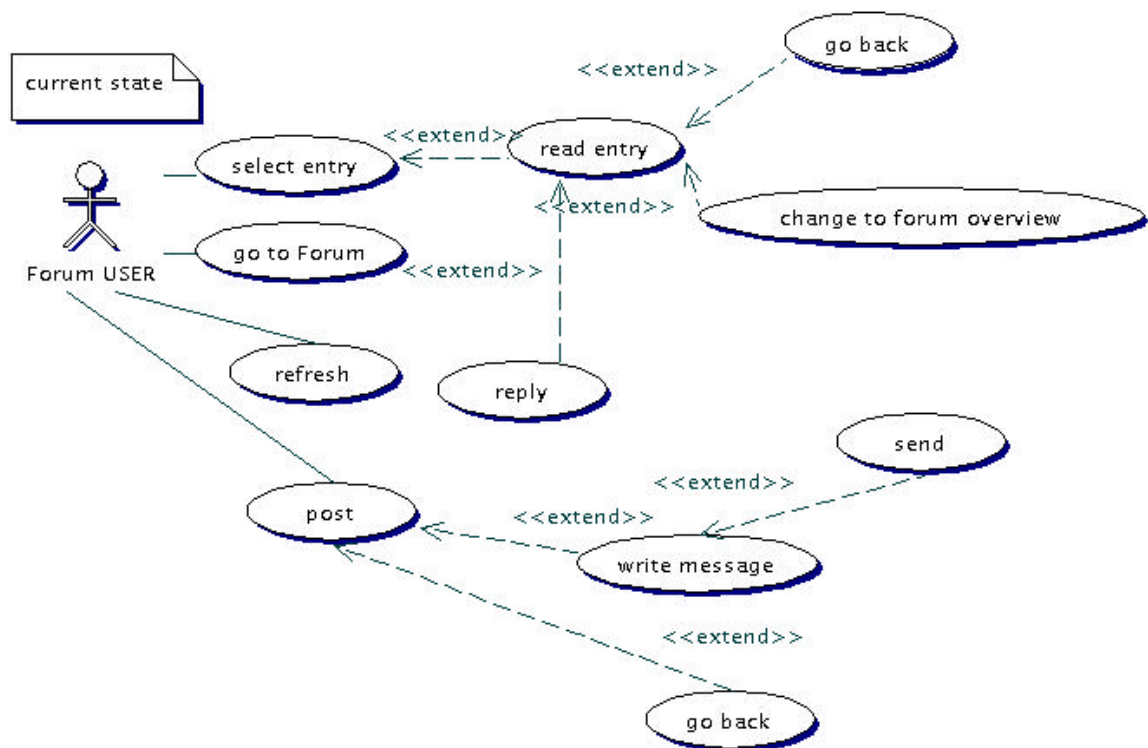 go back
<<extend>>
current state
<<extend>>
select entry
read entry
<<extend>>
change to forum overview
go to Forum
<<extend>>
Forum USER
refresh
reply
send
<<extend>>
post
<<extend>>
write message
<<extend>>
go back